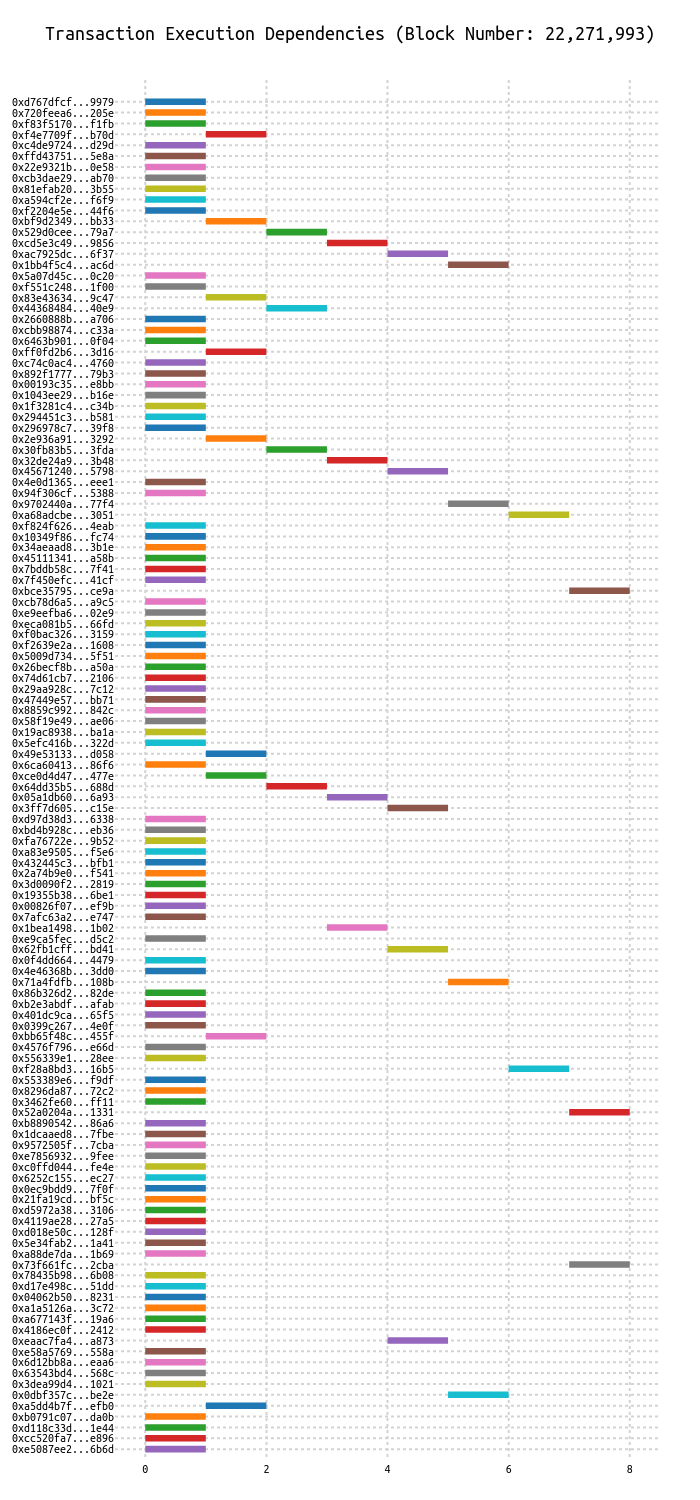 Transaction Execution Dependencies (Block Number: 22,271,993)
0xd767dfcf...9979
0x720feea6...205e
0xf83f5170...f1fb
0xf4e7709f...b70d
0xc4de9724...d29d
0xffd43751...5e8a
0x22e9321b...0e58
0xcb3dae29...ab70
0x81efab20...3b55
0xa594cf2e...f6f9
0xf2204e5e...44f6
0xbf9d2349...bb33
0x529d0cee...79a7
0xcd5e3c49...9856
0xac7925dc...6f37
0x1bb4f5c4...ac6d
0x5a07d45c...0c20
0xf551c248...1f00
0x83e43634...9c47
0x44368484...40e9
0x2660888b...a706
0xcbb98874...c33a
0x6463b901...0f04
0xff0fd2b6...3d16
0xc74c0ac4...4760
0x892f1777...79b3
0x00193c35...e8bb
0x1043ee29...b16e
0x1f3281c4...c34b
0x294451c3...b581
0x296978c7...39f8
0x2e936a91...3292
0x30fb83b5...3fda
0x32de24a9...3b48
0x45671240...5798
0x4e0d1365...eee1
0x94f306cf...5388
0x9702440a...77f4
0xa68adcbe...3051
0xf824f626...4eab
0x10349f86...fc74
0x34aeaad8...3b1e
0x45111341...a58b
0x7bddb58c...7f41
0x7f450efc...41cf
0xbce35795...ce9a
0xcb78d6a5...a9c5
0xe9eefba6...02e9
0xeca081b5...66fd
0xf0bac326...3159
0xf2639e2a...1608
0x5009d734...5f51
0x26becf8b...a50a
0x74d61cb7...2106
0x29aa928c...7c12
0x47449e57...bb71
0x8859c992...842c
0x58f19e49...ae06
0x19ac8938...ba1a
0x5efc416b...322d
0x49e53133...d058
0x6ca60413...86f6
0xce0d4d47...477e
0x64dd35b5...688d
0x05a1db60...6a93
0x3ff7d605...c15e
0xd97d38d3...6338
0xbd4b928c...eb36
0xfa76722e...9b52
0xa83e9505...f5e6
0x432445c3...bfb1
0x2a74b9e0...f541
0x3d0090f2...2819
0x19355b38...6be1
0x00826f07...ef9b
0x7afc63a2...e747
0x1bea1498...1b02
0xe9ca5fec...d5c2
0x62fb1cff...bd41
0x0f4dd664...4479
0x4e46368b...3dd0
0x71a4fdfb...108b
0x86b326d2...82de
0xb2e3abdf...afab
0x401dc9ca...65f5
0x0399c267...4e0f
0xbb65f48c...455f
0x4576f796...e66d
0x556339e1...28ee
0xf28a8bd3...16b5
0x553389e6...f9df
0x8296da87...72c2
0x3462fe60...ff11
0x52a0204a...1331
0xb8890542...86a6
0x1dcaaed8...7fbe
0x9572505f...7cba
0xe7856932...9fee
0xc0ffd044...fe4e
0x6252c155...ec27
0x0ec9bdd9...7f0f
0x21fa19cd...bf5c
0xd5972a38...3106
0x4119ae28...27a5
0xd018e50c...128f
0x5e34fab2...1a41
0xa88de7da...1b69
0x73f661fc...2cba
0x78435b98...6b08
0xd17e498c...51dd
0x04062b50...8231
0xa1a5126a...3c72
0xa677143f...19a6
0x4186ec0f...2412
0xeaac7fa4...a873
0xe58a5769...558a
0x6d12bb8a...eaa6
0x63543bd4...568c
0x3dea99d4...1021
0x0dbf357c...be2e
0xa5dd4b7f...efb0
0xb0791c07...da0b
0xd118c33d...1e44
0xcc520fa7...e896
0xe5087ee2...6b6d
0 2 4 6 8